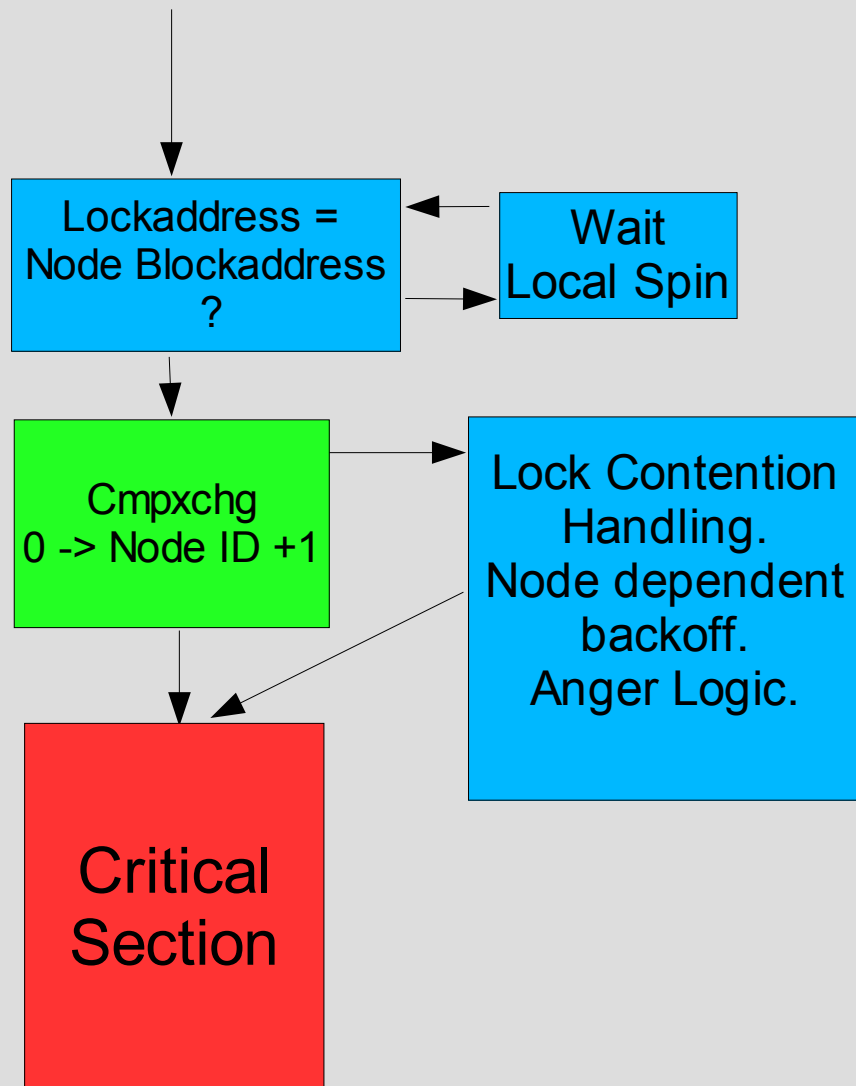 Lockaddress =
Node Blockaddress
?
Wait
Local Spin
Cmpxchg
0 -> Node ID +1
Lock Contention
Handling.
Node dependent
backoff.
Anger Logic.
Critical
Section